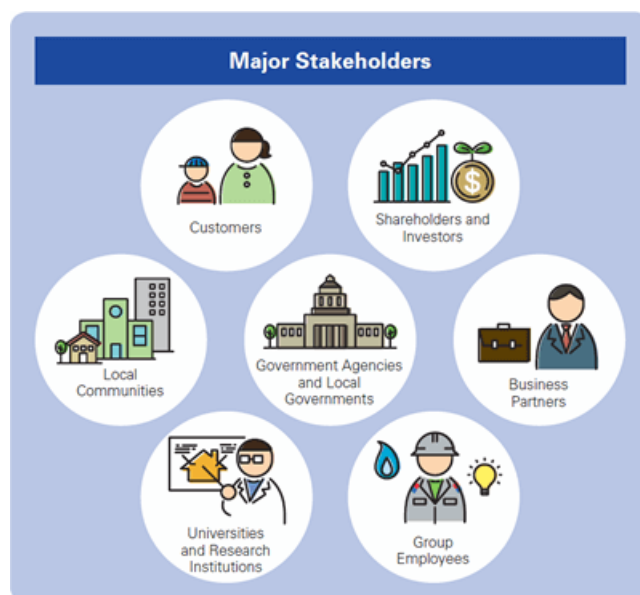 Major Stakeholders
Customers
Shareholders and
Investors
$
Local
Communities
Government Agencies
and Local
Governments
Business
Partners
Universities
and Research
Institutions
Group
Employees